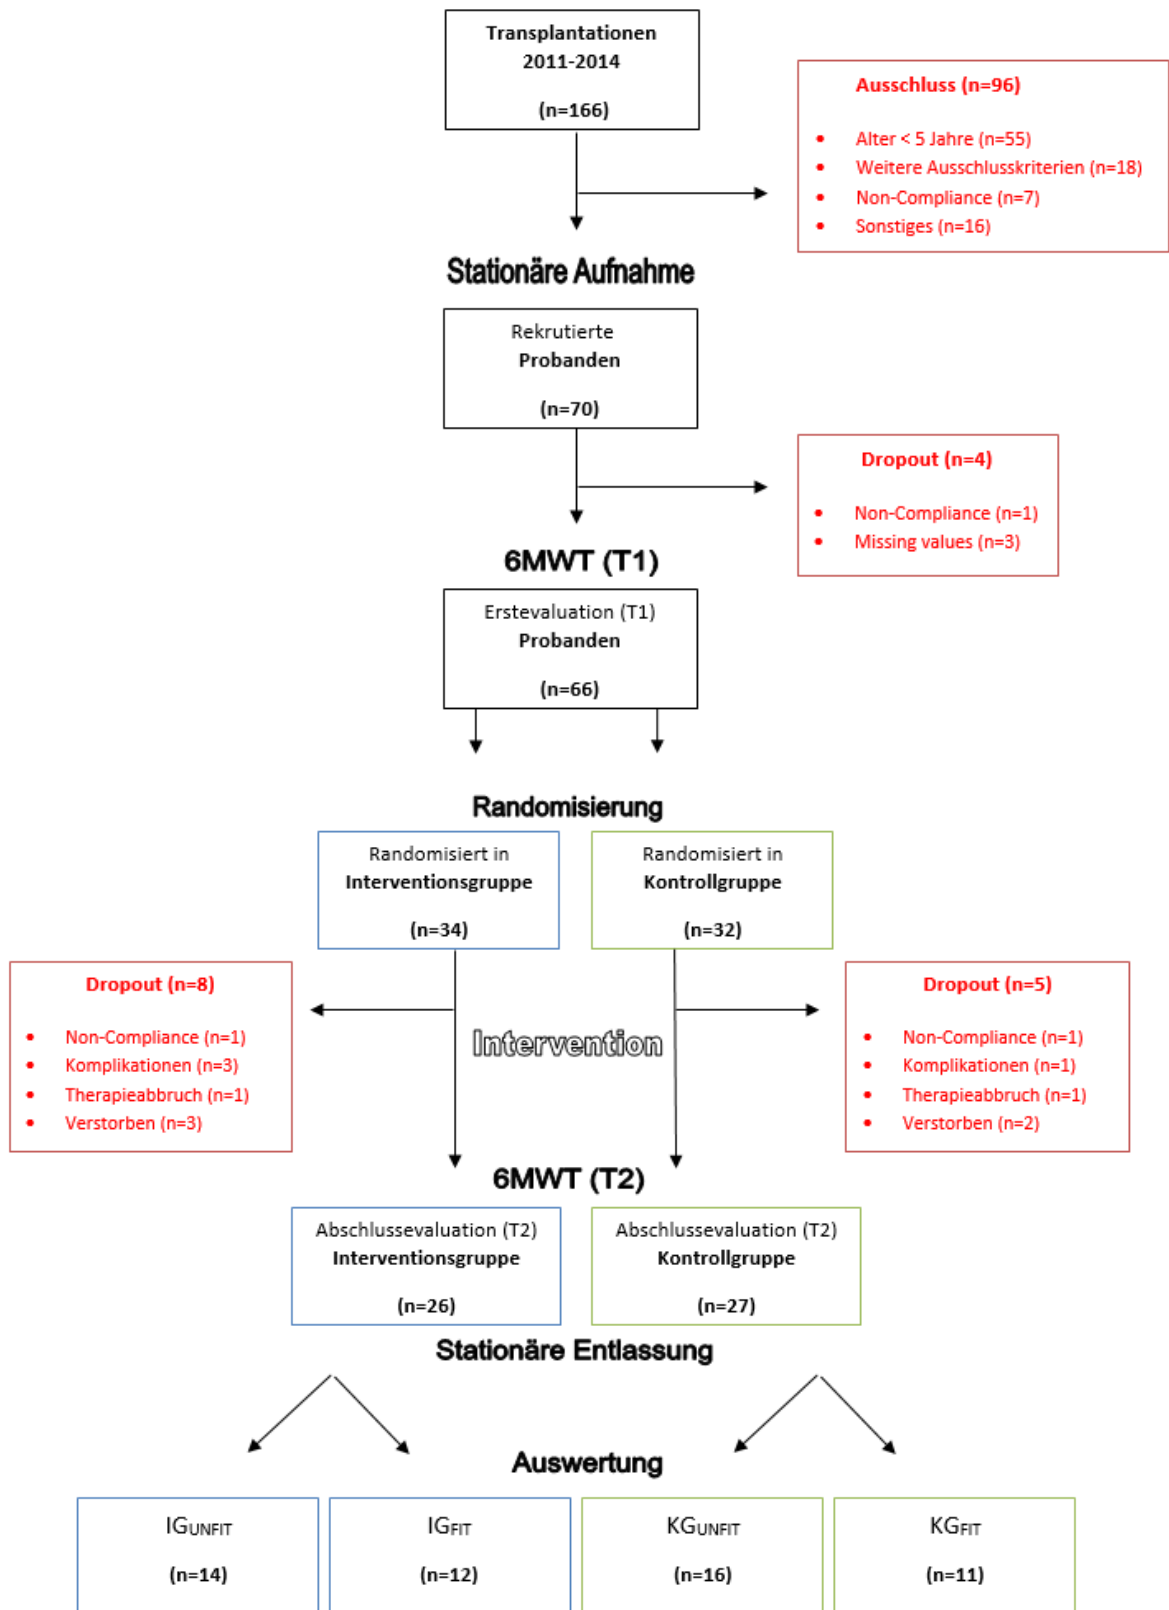 Transplantationen
2011-2014
(n=166)
Ausschluss (n=96)
• Alter < 5 Jahre (n=55)
• Weitere Ausschlusskriterien (n=18)
• Non-Compliance (n=7)
• Sonstiges (n=16)
Stationäre Aufnahme
Rekrutierte
Probanden
(n=70)
Dropout (n=4)
• Non-Compliance (n=1)
• Missing values (n=3)
6MWT (T1)
Erstevaluation (T1)
Probanden
(n=66)
Randomisierung
Randomisiert in
Interventionsgruppe
(n=34)
Randomisiert in
Kontrollgruppe
(n=32)
Dropout (n=8)
• Non-Compliance (n=1)
• Komplikationen (n=3)
• Therapieabbruch (n=1)
• Verstorben (n=3)
Intervention
Dropout (n=5)
• Non-Compliance (n=1)
• Komplikationen (n=1)
• Therapieabbruch (n=1)
• Verstorben (n=2)
6MWT (T2)
Abschlussevaluation (T2)
Interventionsgruppe
(n=26)
Abschlussevaluation (T2)
Kontrollgruppe
(n=27)
Stationäre Entlassung
Auswertung
IGUNFIT
(n=14)
IGFIT
(n=12)
KGUNFIT
(n=16)
KGFIT
(n=11)